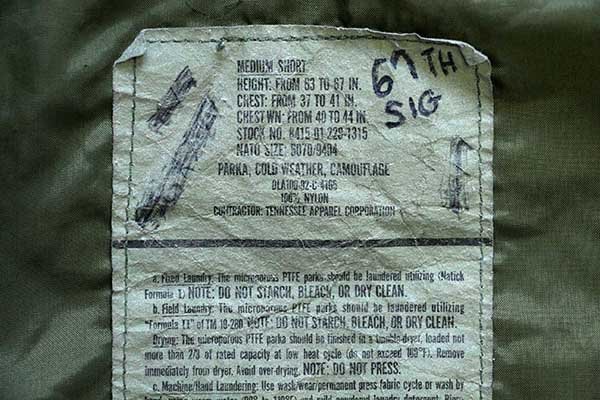 MEDIUM SHORT
HEIGHT: FROM 63 TO 67 IN.
CHEST: FROM 37 TO 41 IN.
CHEST WN: FROM 40 TO 44 IN.
STOCK NO. 8415-01-229-1315
NATO SIZE: 6070/9404
67TH
SIG
PARKA, COLD WEATHER, CAMOUFLAGE
DLA100-92-C-4165
100% NYLON
CONTRACTOR: TENNESSEE APPAREL CORPORATION
a. Fixed Laundry: The microporous PTFE parka should be laundered utilizing (Natick
Formula 1.) NOTE: DO NOT STARCH, BLEACH, OR DRY CLEAN.
b. Field Laundry: The microporous PTFE parka should be laundered utilizing
"Formula 11" of TM 10-280 NOTE: DO NOT STARCH, BLEACH, OR DRY CLEAN.
Drying: The microporous PTFE parka should be finished in a tumble-dryer, loaded not
more than 2/3 of rated capacity at low heat cycle (do not exceed 100°F). Remove
immediately from dryer. Avoid over-drying. NOTE: DO NOT PRESS.
c. Machine/Hand Laundering: Use wash/wear/permanent press fabric cycle or wash by